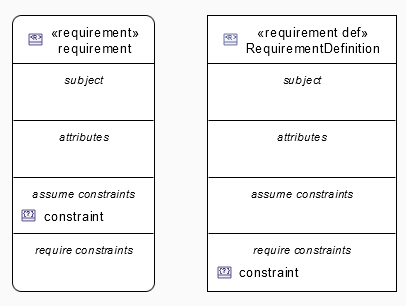 «requirement»
requirement
subject
attributes
assume constraints
constraint
require constraints
«requirement def»
RequirementDefinition
subject
attributes
assume constraints
require constraints
constraint